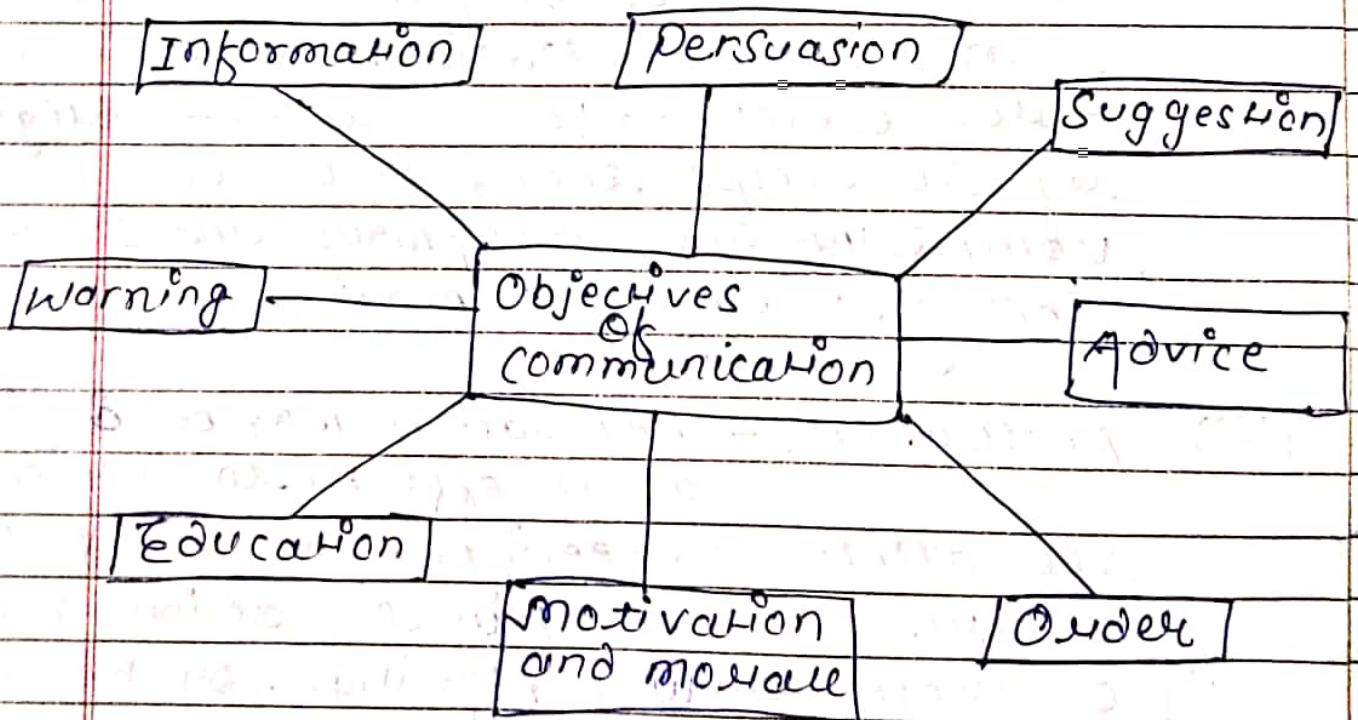 Information
Persuasion
Suggestion
Warning
Objectives
of
communication
Advice
Education
Motivation
and morale
Order